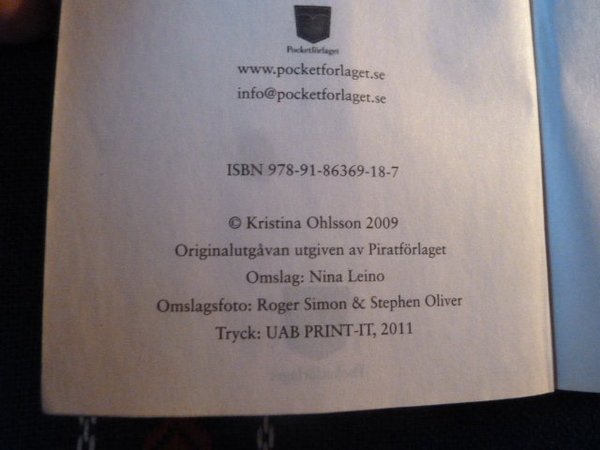 Pocketförlaget
www.pocketforlaget.se
info@pocketforlaget.se
ISBN 978-91-86369-18-7
© Kristina Ohlsson 2009
Originalutgåvan utgiven av Piratförlaget
Omslag: Nina Leino
Omslagsfoto: Roger Simon & Stephen Oliver
Tryck: UAB PRINT-IT, 2011